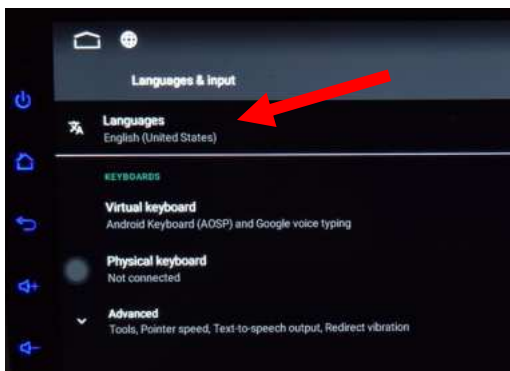 Languages & input
Languages
English (United States)
KEYBOARDS
Virtual keyboard
Android Keyboard (AOSP) and Google voice typing
Physical keyboard
Not connected
Advanced
Tools, Pointer speed, Text-to-speech output, Redirect vibration